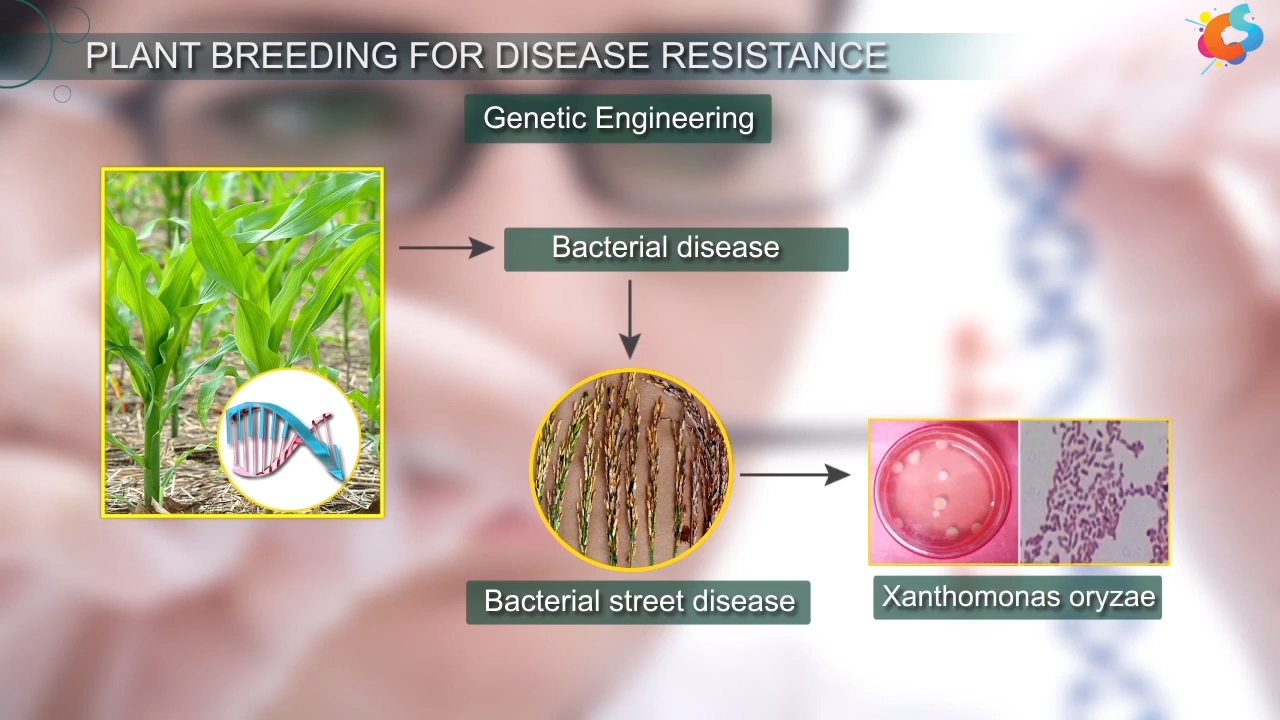 PLANT BREEDING FOR DISEASE RESISTANCE
Genetic Engineering
Bacterial disease
Bacterial street disease
Xanthomonas oryzae